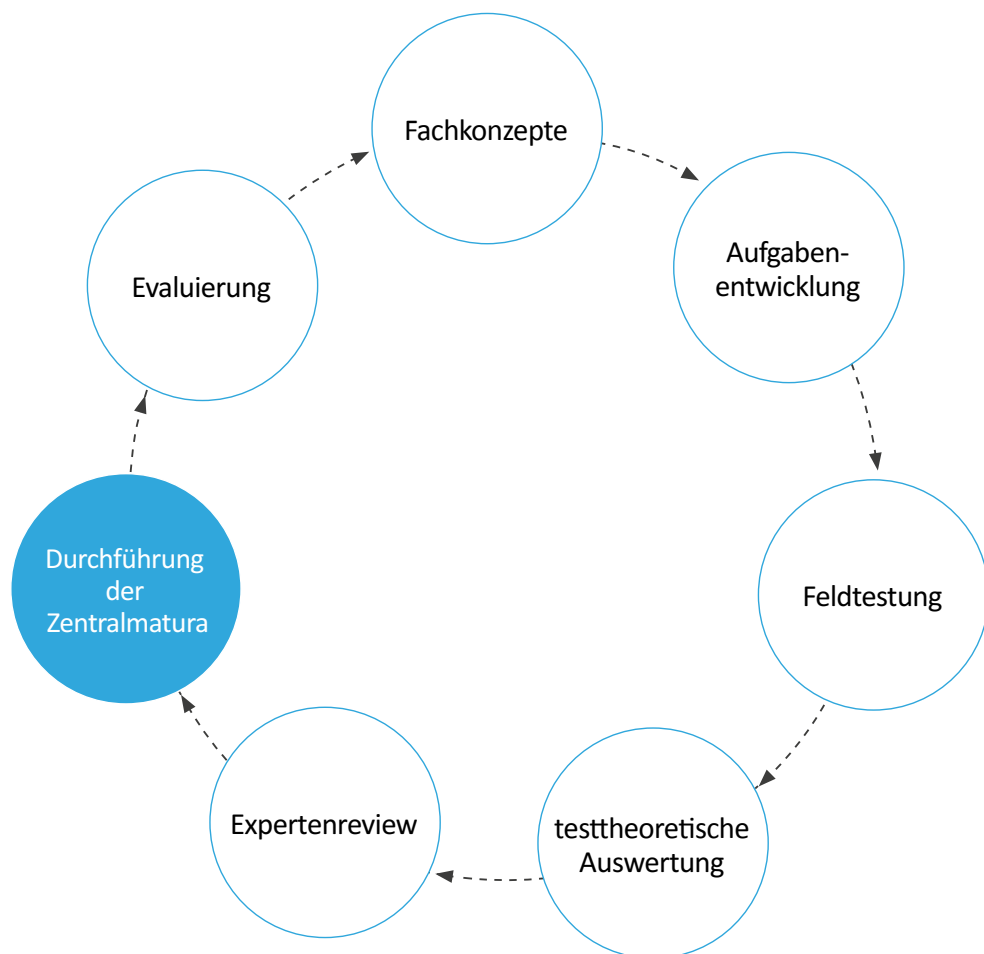 Fachkonzepte
Aufgaben-
entwicklung
Feldtestung
testtheoretische
Auswertung
Expertenreview
Durchführung
der
Zentralmatura
Evaluierung